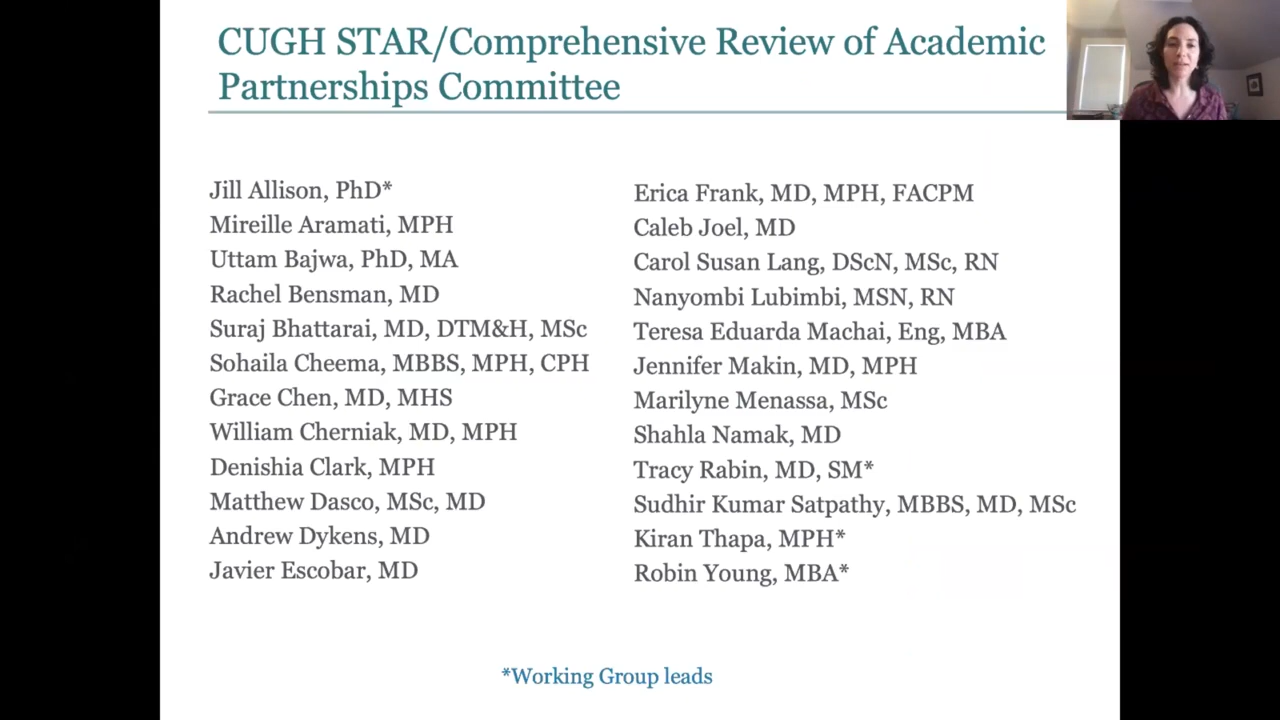 CUGH STAR/Comprehensive Review of Academic
Partnerships Committee
Jill Allison, PhD*
Mireille Aramati, MPH
Uttam Bajwa, PhD, MA
Rachel Bensman, MD
Suraj Bhattarai, MD, DTM&H, MSc
Sohaila Cheema, MBBS, MPH, CPH
Grace Chen, MD, MHS
William Cherniak, MD, MPH
Denishia Clark, MPH
Matthew Dasco, MSc, MD
Andrew Dykens, MD
Javier Escobar, MD
Erica Frank, MD, MPH, FACPM
Caleb Joel, MD
Carol Susan Lang, DScN, MSc, RN
Nanyombi Lubimbi, MSN, RN
Teresa Eduarda Machai, Eng, MBA
Jennifer Makin, MD, MPH
Marilyne Menassa, MSc
Shahla Namak, MD
Tracy Rabin, MD, SM*
Sudhir Kumar Satpathy, MBBS, MD, MSc
Kiran Thapa, MPH*
Robin Young, MBA*
*Working Group leads